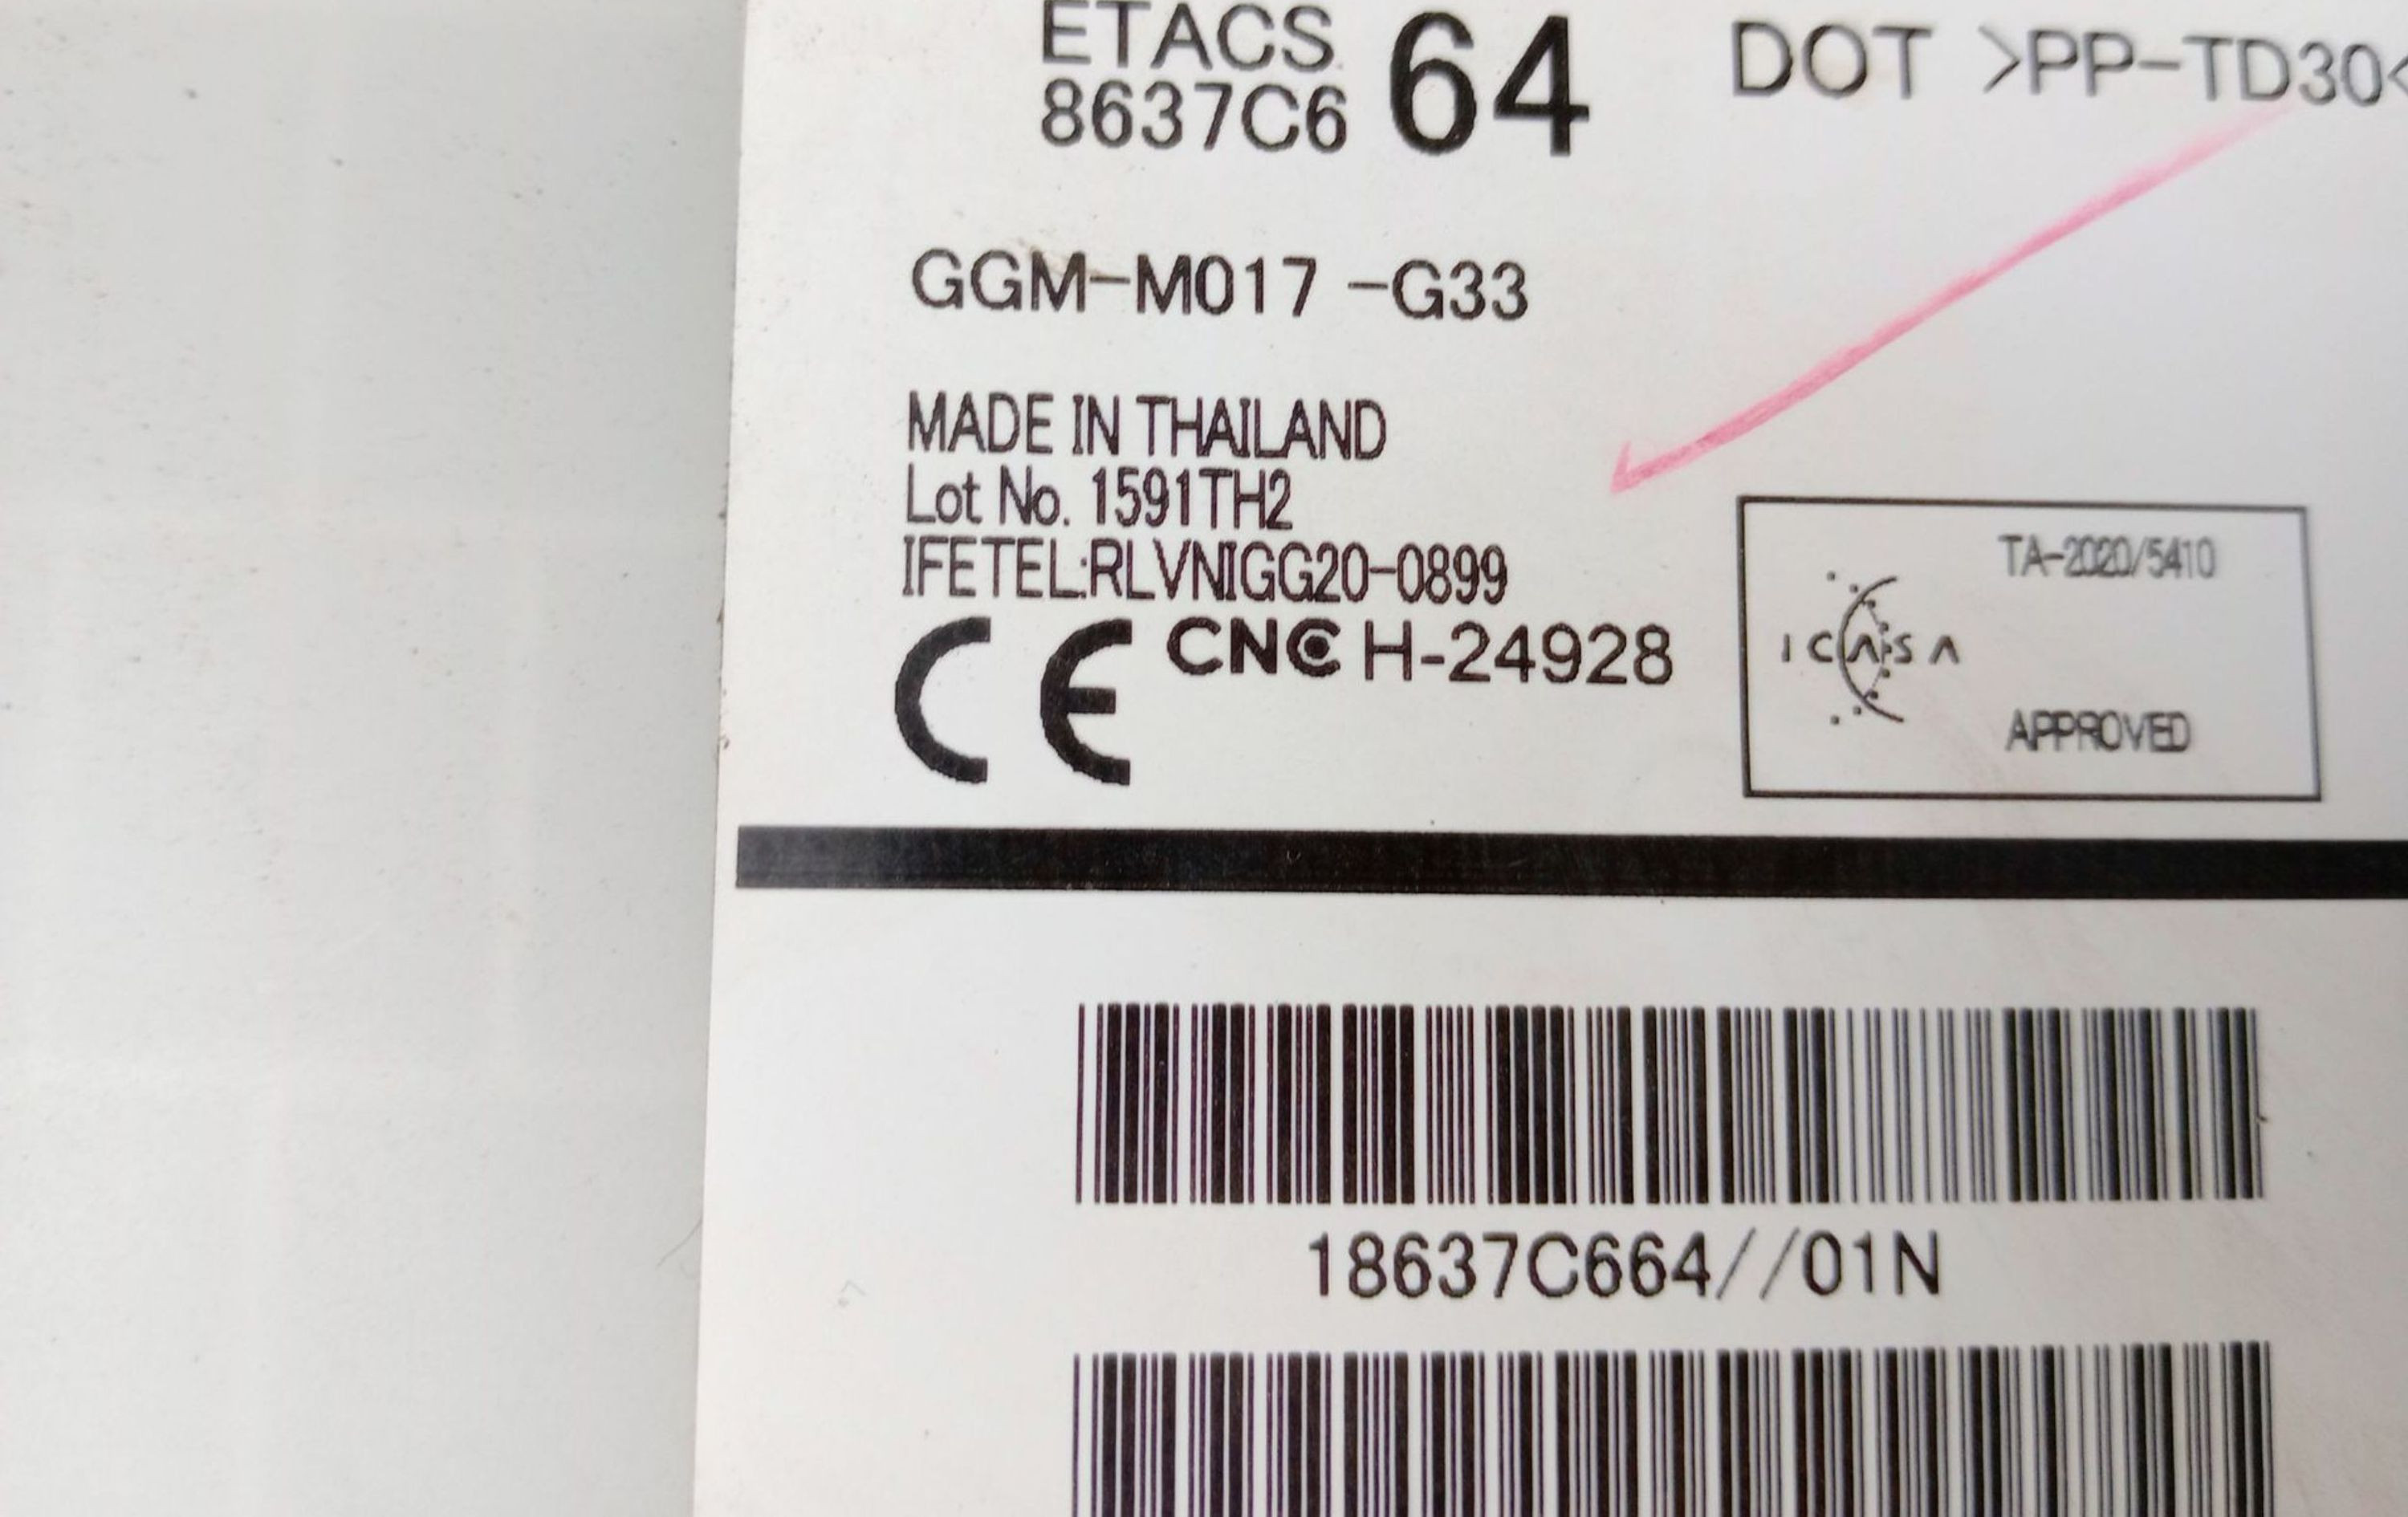 ETACS
8637C6 64 DOT >PP-TD30<
GGM-M017 -G33
MADE IN THAILAND
Lot No. 1591TH2
IFETEL:RLVNIGG20-0899
CE CNC H-24928
TA-2020/5410
ICASA
APPROVED
18637C664//01N